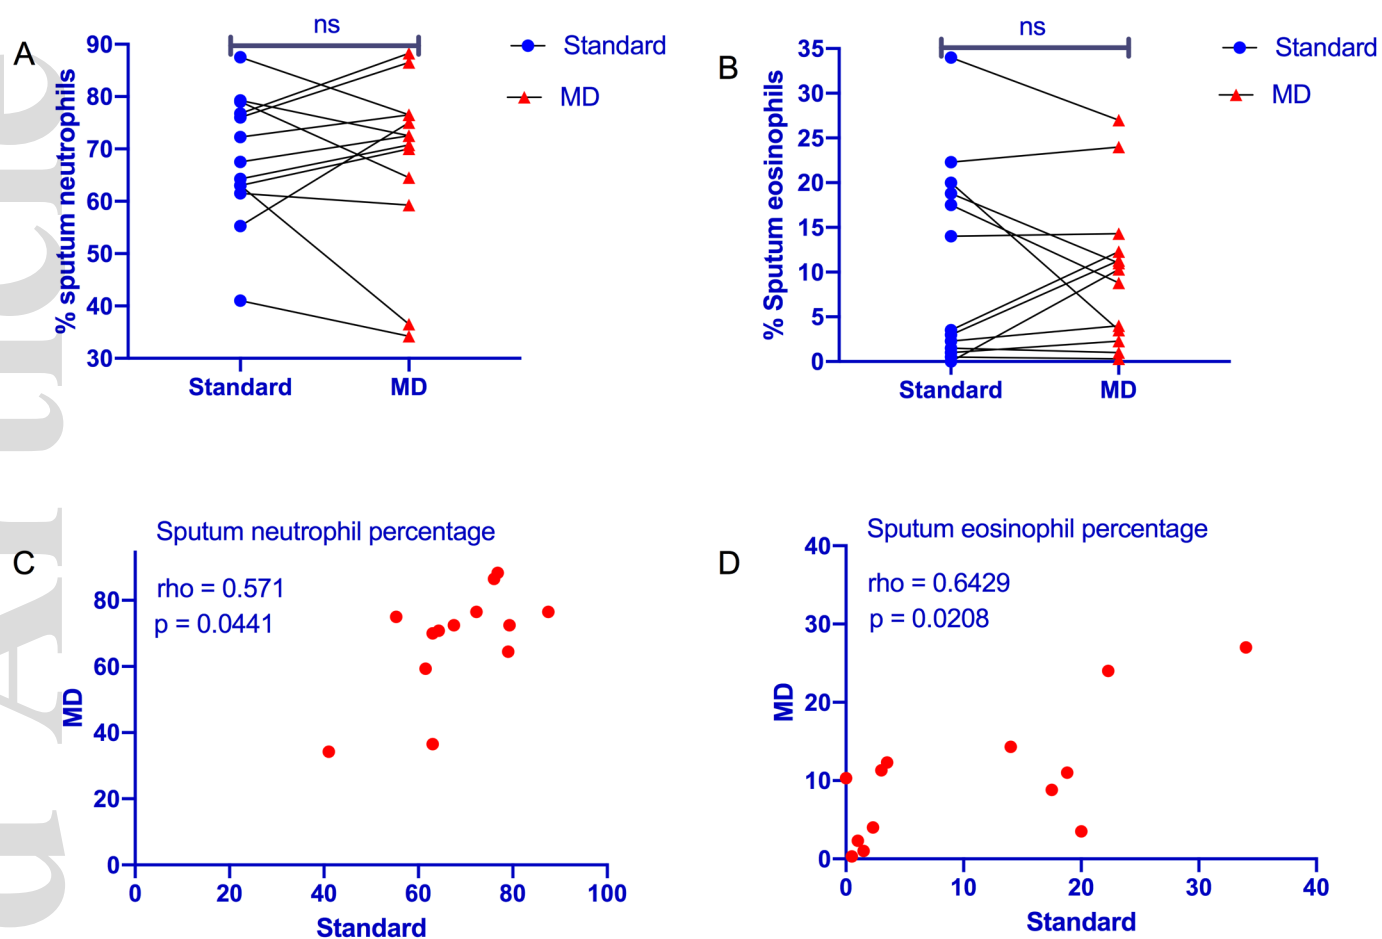 A
ns
Standard
MD
% sputum neutrophils
90
80
70
60
50
40
30
Standard
MD
B
ns
Standard
MD
% Sputum eosinophils
35
30
25
20
15
10
5
0
Standard
MD
C
Sputum neutrophil percentage
rho = 0.571
p = 0.0441
MD
80
60
40
20
0
0
20
40
60
80
100
Standard
D
Sputum eosinophil percentage
rho = 0.6429
p = 0.0208
MD
40
30
20
10
0
0
10
20
30
40
Standard